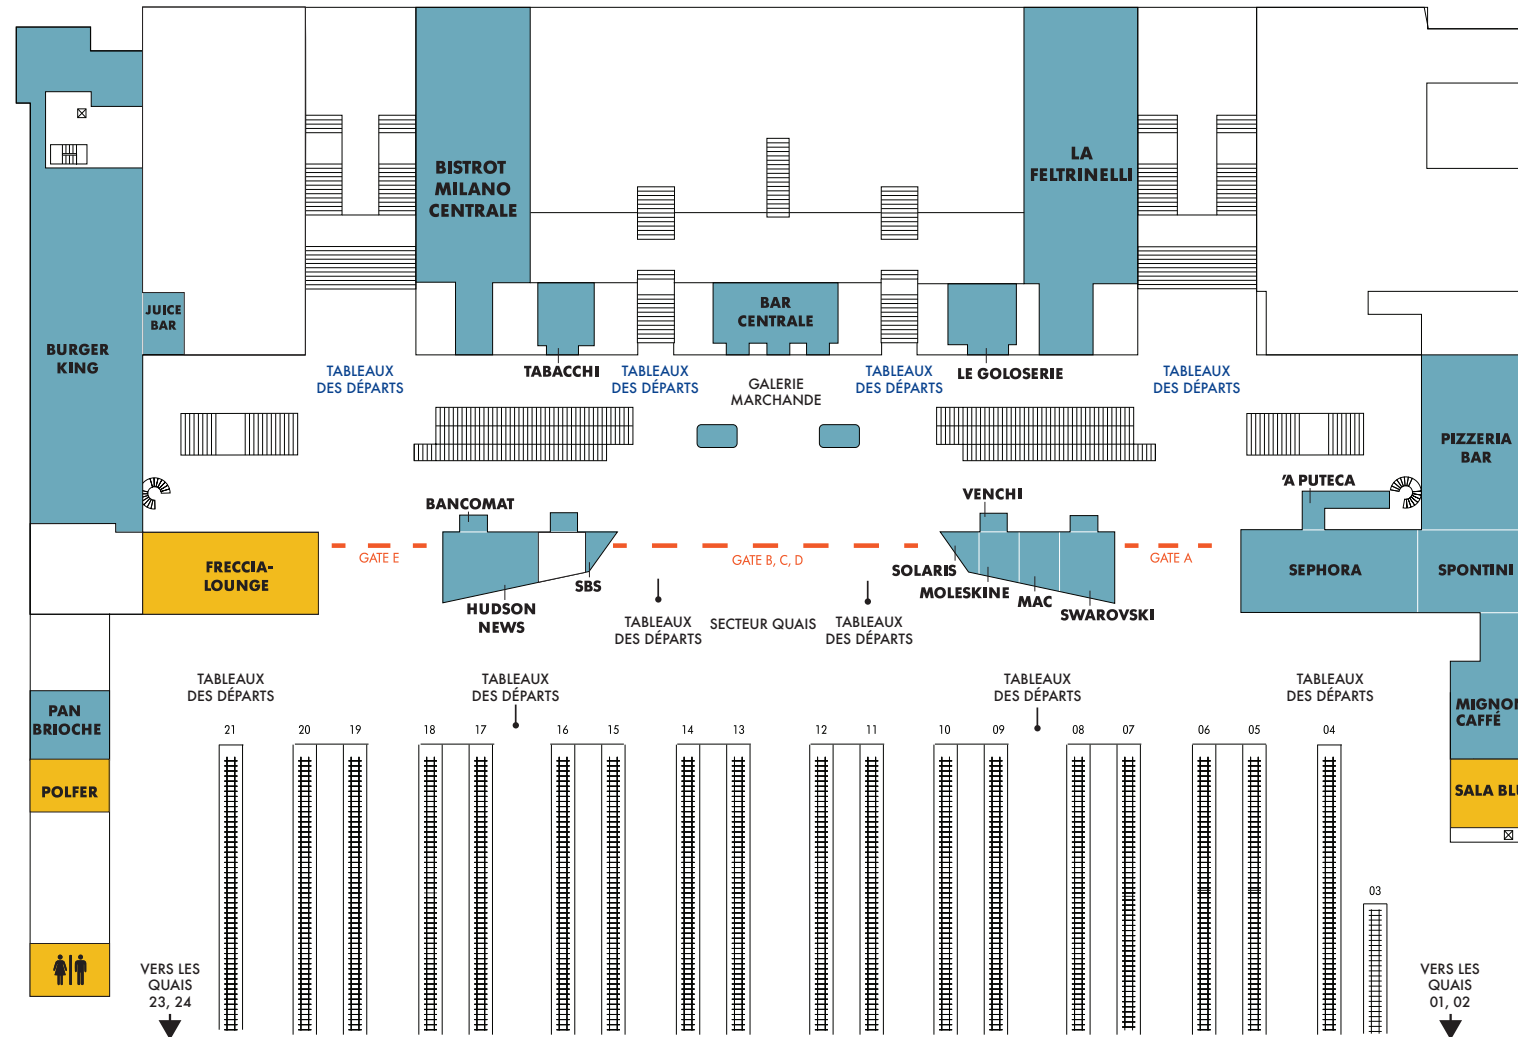 BISTROT
MILANO
CENTRALE
LA
FELTRINELLI
JUICE
BAR
BAR
CENTRALE
BURGER
KING
TABLEAUX
DES DÉPARTS
TABACCHI
TABLEAUX
DES DÉPARTS
GALERIE
MARCHANDE
TABLEAUX
DES DÉPARTS
LE GOLOSERIE
TABLEAUX
DES DÉPARTS
PIZZERIA
BAR
'A PUTECA
BANCOMAT
VENCHI
GATE E
GATE B, C, D
GATE A
FRECCIA-
LOUNGE
SBS
HUDSON
NEWS
SOLARIS
MOLESKINE
MAC
SWAROVSKI
SEPHORA
SPONTINI
TABLEAUX
DES DÉPARTS
SECTEUR QUAIS
TABLEAUX
DES DÉPARTS
TABLEAUX
DES DÉPARTS
TABLEAUX
DES DÉPARTS
TABLEAUX
DES DÉPARTS
TABLEAUX
DES DÉPARTS
PAN
BRIOCHE
MIGNON
CAFFÉ
21
20
19
18
17
16
15
14
13
12
11
10
09
08
07
06
05
04
03
POLFER
SALA BLU
VERS LES
QUAIS
23, 24
VERS LES
QUAIS
01, 02